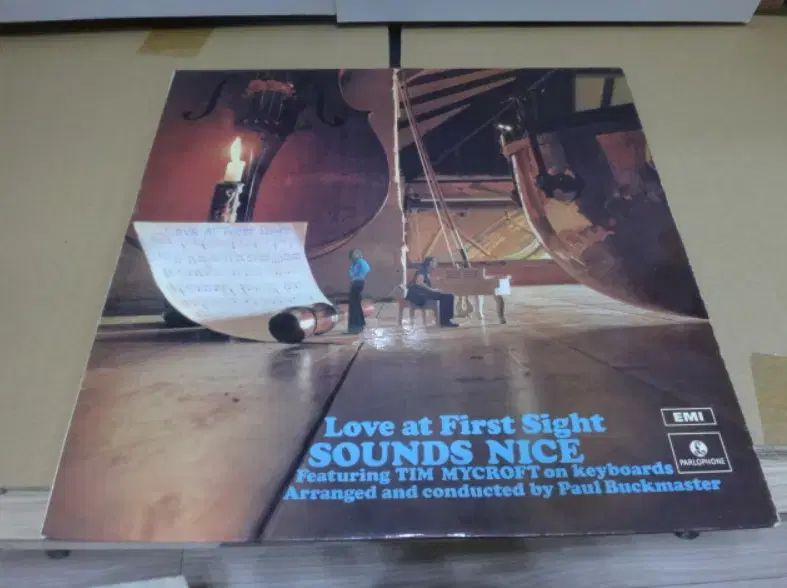 Love At First Sight
Love at First Sight
SOUNDS NICE
Featuring TIM MYCROFT on keyboards
Arranged and conducted by Paul Buckmaster
EMI
PARLOPHONE